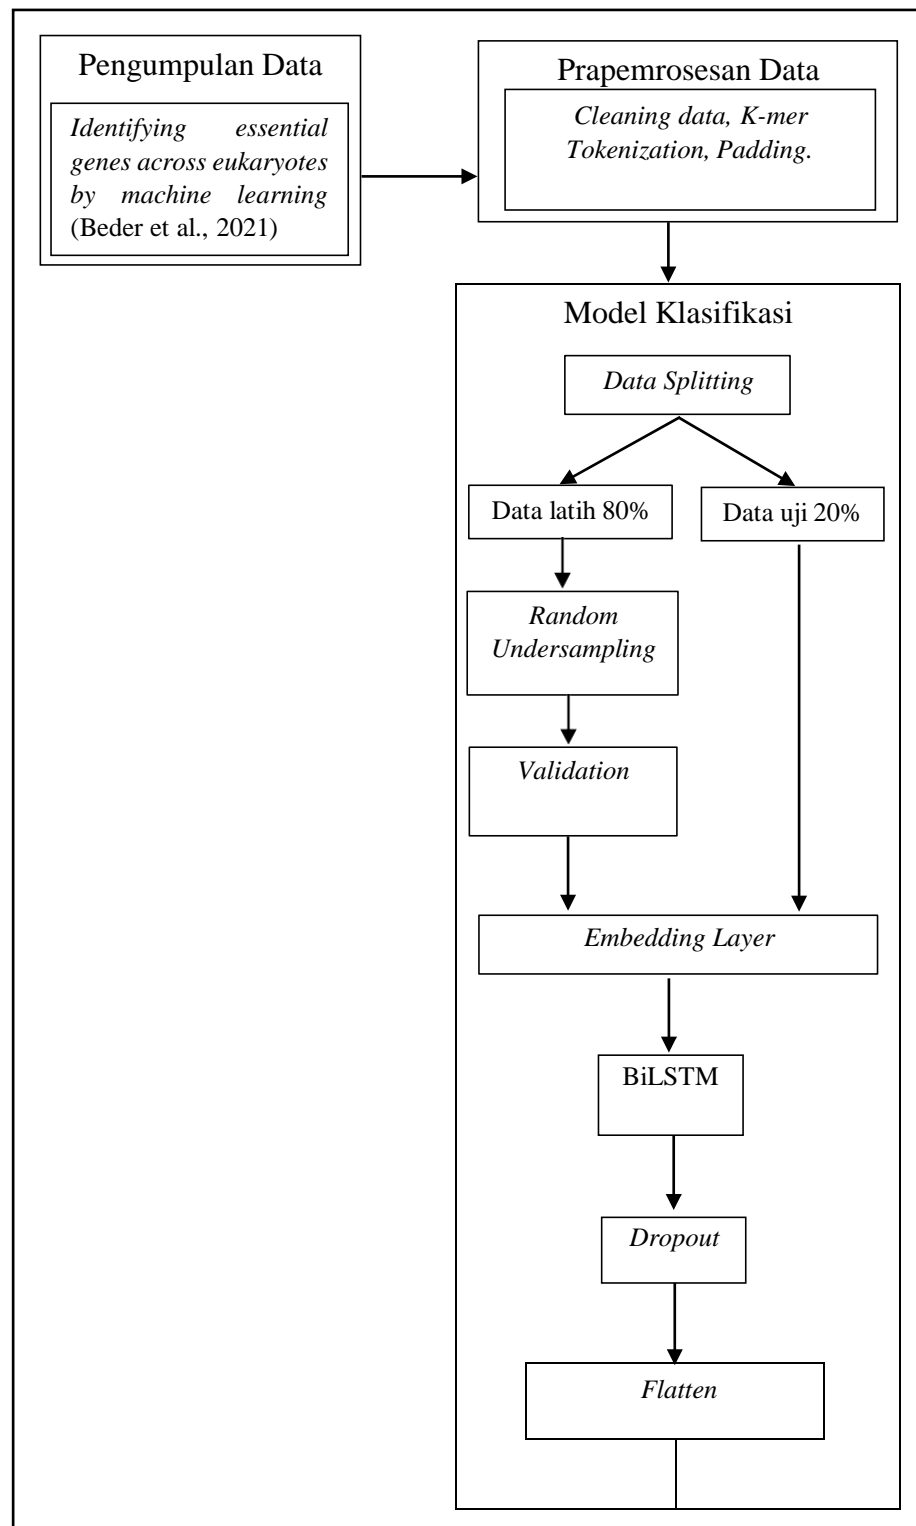 Pengumpulan Data
Identifying essential
genes across eukaryotes
by machine learning
(Beder et al., 2021)
Prapemrosesan Data
Cleaning data, K-mer
Tokenization, Padding.
Model Klasifikasi
Data Splitting
Data latih 80%
Data uji 20%
Random
Undersampling
Validation
Embedding Layer
BiLSTM
Dropout
Flatten